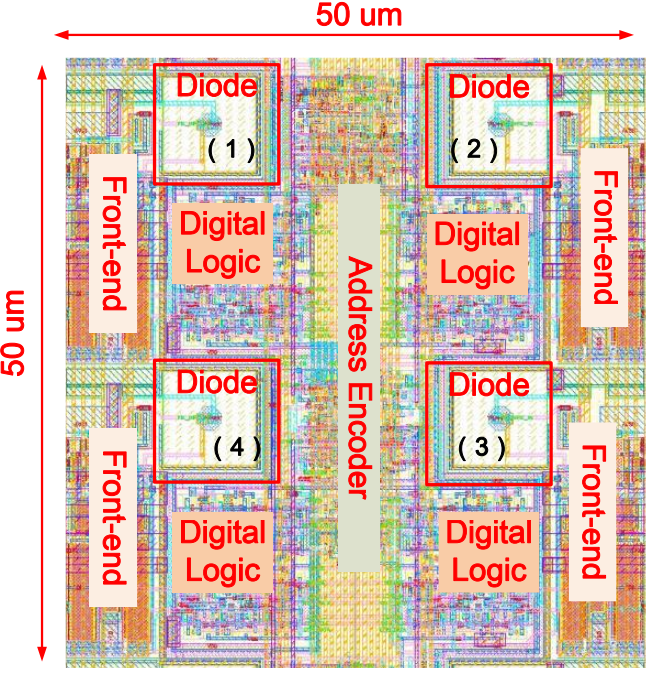 50 um
50 um
Diode
( 1 )
Diode
( 2 )
Front-end
Digital
Logic
Address Encoder
Digital
Logic
Front-end
Diode
( 4 )
Diode
( 3 )
Front-end
Digital
Logic
Digital
Logic
Front-end